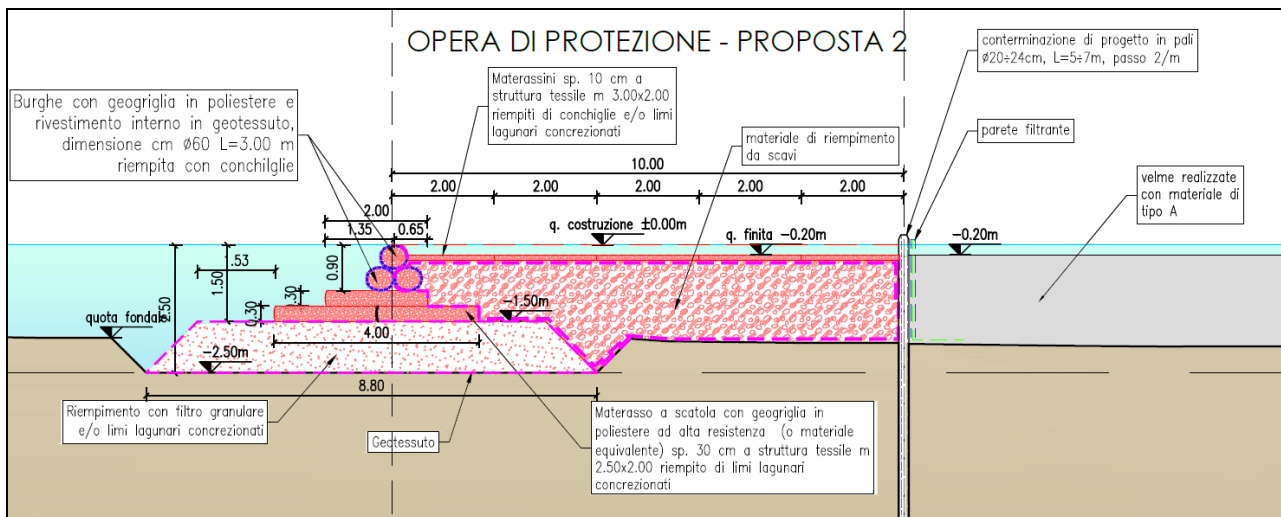 OPERA DI PROTEZIONE - PROPOSTA 2
conterminazione di progetto in pali
ø20÷24cm, L=5÷7m, passo 2/m
Burghe con geogriglia in poliestere e
rivestimento interno in geotessuto,
dimensione cm ø60 L=3.00 m
riempita con conchilglie
Materassini sp. 10 cm a
struttura tessile m 3.00x2.00
riempiti di conchiglie e/o limi
lagunari concrezionati
materiale di riempimento
da scavi
parete filtrante
velme realizzate
con materiale di
tipo A
10.00
2.00
2.00
2.00
2.00
2.00
2.00
1.35
0.65
q. costruzione ±0.00m
q. finita -0.20m
-0.20m
1.53
1.50
2.50
0.90
0.30
0.30
quota fondale
-1.50m
4.00
-2.50m
8.80
Riempimento con filtro granulare
e/o limi lagunari concrezionati
Geotessuto
Materasso a scatola con geogriglia in
poliestere ad alta resistenza (o materiale
equivalente) sp. 30 cm a struttura tessile m
2.50x2.00 riempito di limi lagunari
concrezionati